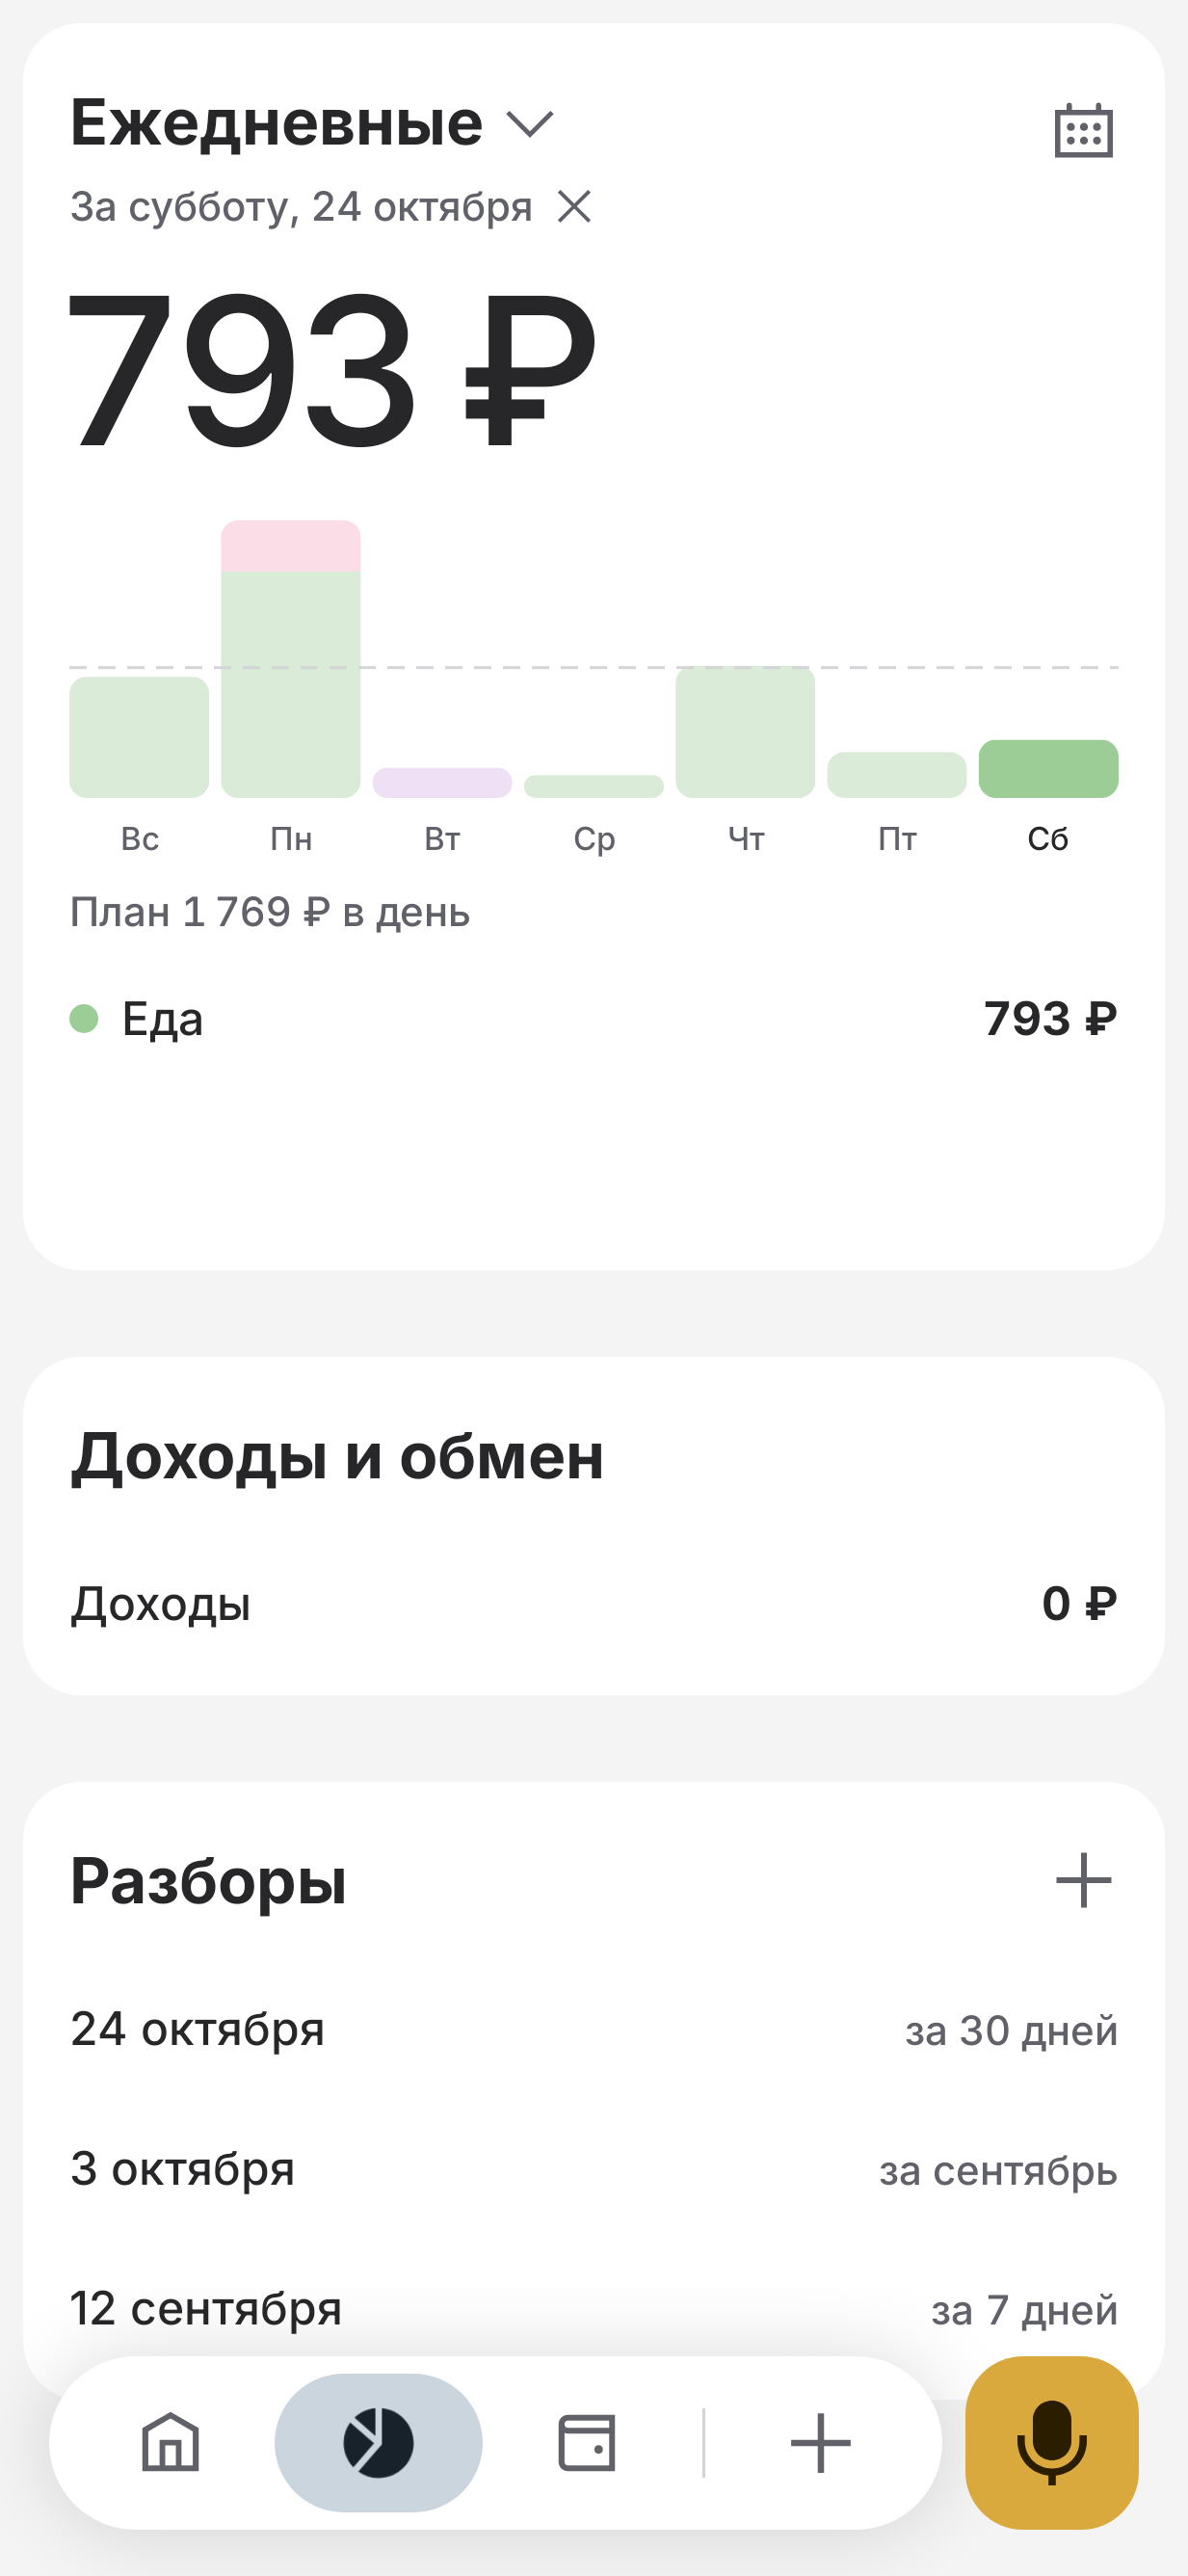 Ежедневные
За субботу, 24 октября
793 ₽
Вс Пн Вт Ср Чт Пт Сб
План 1 769 ₽ в день
Еда 793 ₽
Доходы и обмен
Доходы 0 ₽
Разборы
24 октября за 30 дней
3 октября за сентябрь
12 сентября за 7 дней